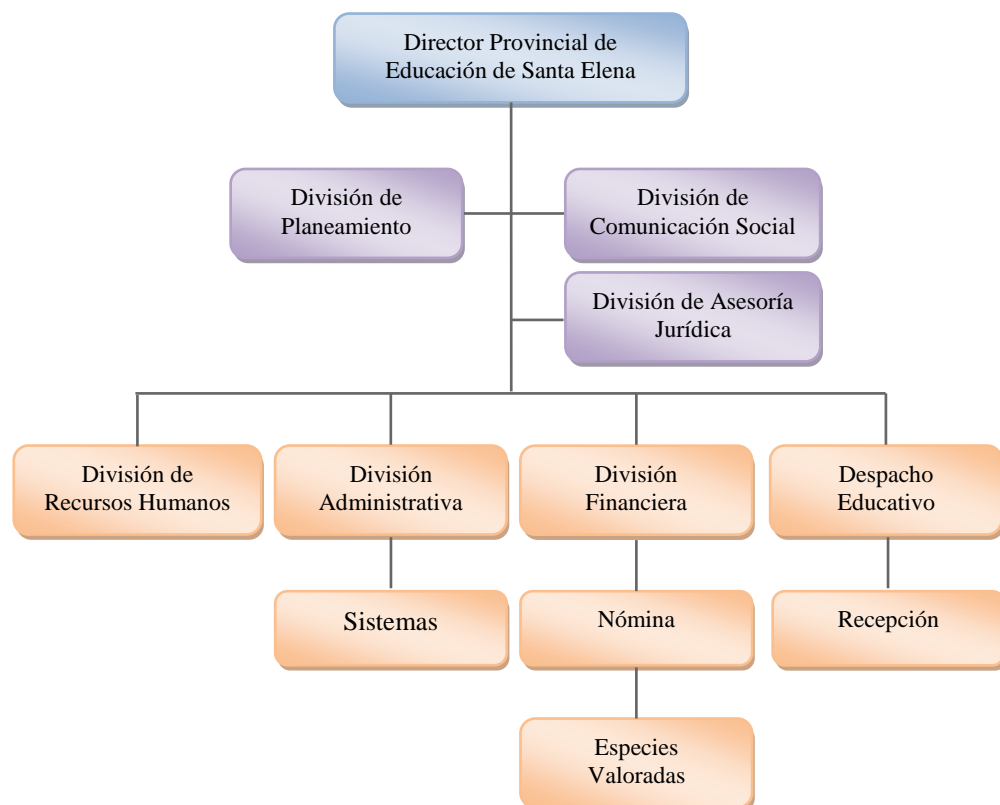 Director Provincial de
Educación de Santa Elena
División de
Planeamiento
División de
Comunicación Social
División de Asesoría
Jurídica
División de
Recursos Humanos
División
Administrativa
División
Financiera
Despacho
Educativo
Sistemas
Nómina
Recepción
Especies
Valoradas